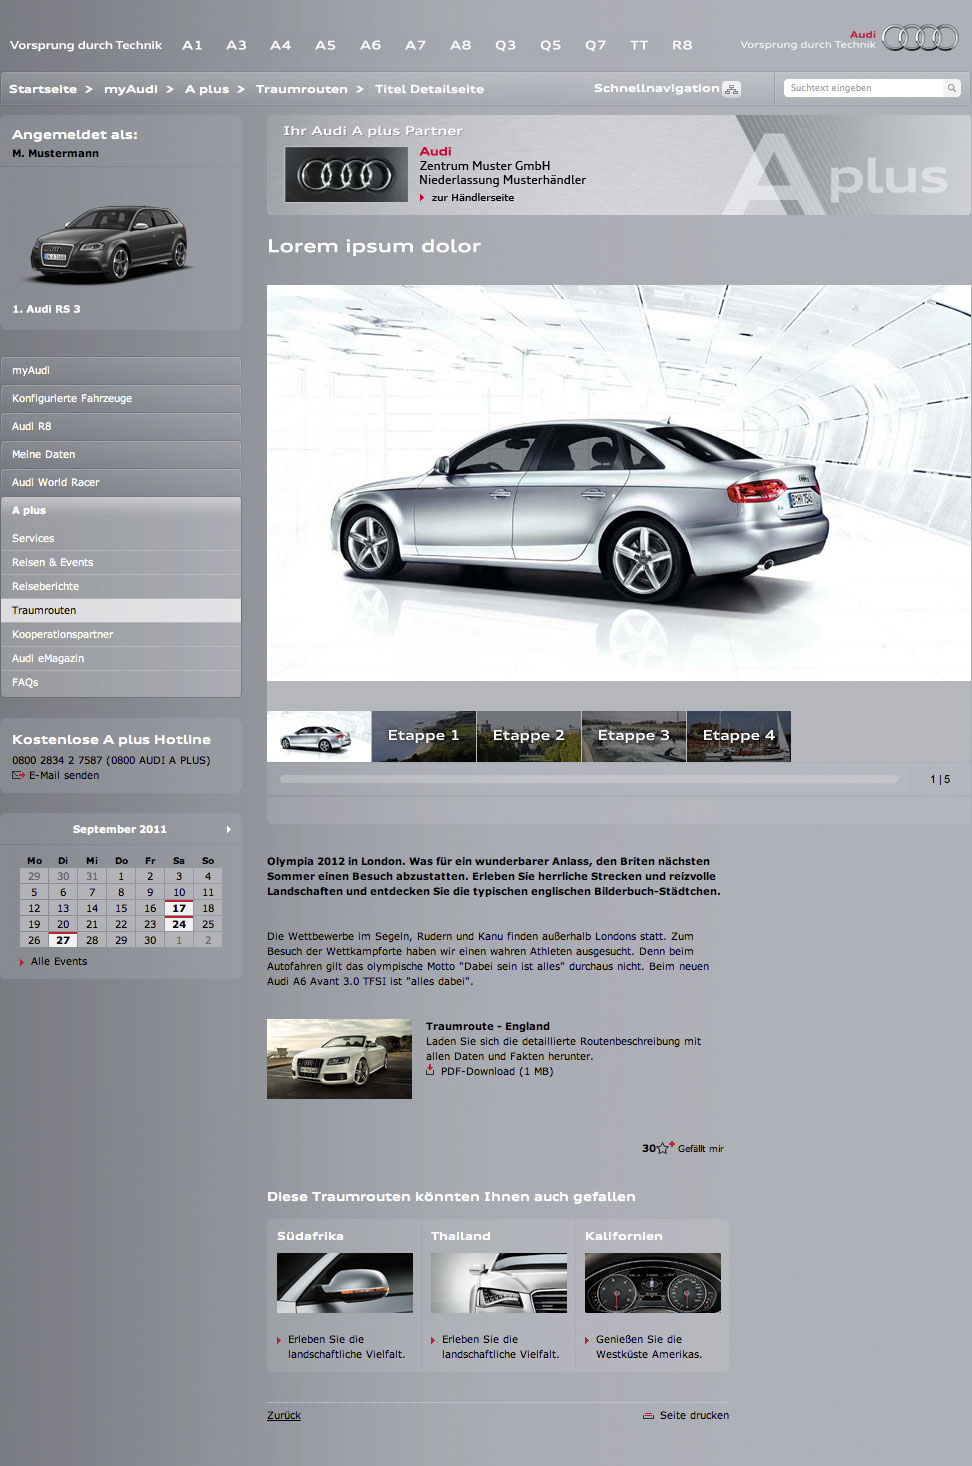 Vorsprung durch Technik A1 A3 A4 A5 A6 A7 A8 Q3 Q5 Q7 TT R8
Audi
Vorsprung durch Technik
Startseite > myAudi > A plus > Traumrouten > Titel Detailseite
Schnellnavigation
Suchtext eingeben
Angemeldet als:
M. Mustermann
1. Audi RS 3
myAudi
Konfigurierte Fahrzeuge
Audi R8
Meine Daten
Audi World Racer
A plus
Services
Reisen & Events
Reiseberichte
Traumrouten
Kooperationspartner
Audi eMagazin
FAQs
Kostenlose A plus Hotline
0800 2834 2 7587 (0800 AUDI A PLUS)
E-Mail senden
September 2011
Mo Di Mi Do Fr Sa So
29 30 31 1 2 3 4
5 6 7 8 9 10 11
12 13 14 15 16 17 18
19 20 21 22 23 24 25
26 27 28 29 30 1 2
Alle Events
Ihr Audi A plus Partner
Audi
Zentrum Muster GmbH
Niederlassung Musterhändler
zur Händlerseite
A plus
Lorem ipsum dolor
Etappe 1 Etappe 2 Etappe 3 Etappe 4
1 | 5
Olympia 2012 in London. Was für ein wunderbarer Anlass, den Briten nächsten
Sommer einen Besuch abzustatten. Erleben Sie herrliche Strecken und reizvolle
Landschaften und entdecken Sie die typischen englischen Bilderbuch-Städtchen.
Die Wettbewerbe im Segeln, Rudern und Kanu finden außerhalb Londons statt. Zum
Besuch der Wettkampforte haben wir einen wahren Athleten ausgesucht. Denn beim
Autofahren gilt das olympische Motto "Dabei sein ist alles" durchaus nicht. Beim neuen
Audi A6 Avant 3.0 TFSI ist "alles dabei".
Traumroute - England
Laden Sie sich die detaillierte Routenbeschreibung mit
allen Daten und Fakten herunter.
PDF-Download (1 MB)
30 Gefällt mir
Diese Traumrouten könnten Ihnen auch gefallen
Südafrika
Erleben Sie die
landschaftliche Vielfalt.
Thailand
Erleben Sie die
landschaftliche Vielfalt.
Kalifornien
Genießen Sie die
Westküste Amerikas.
Zurück
Seite drucken